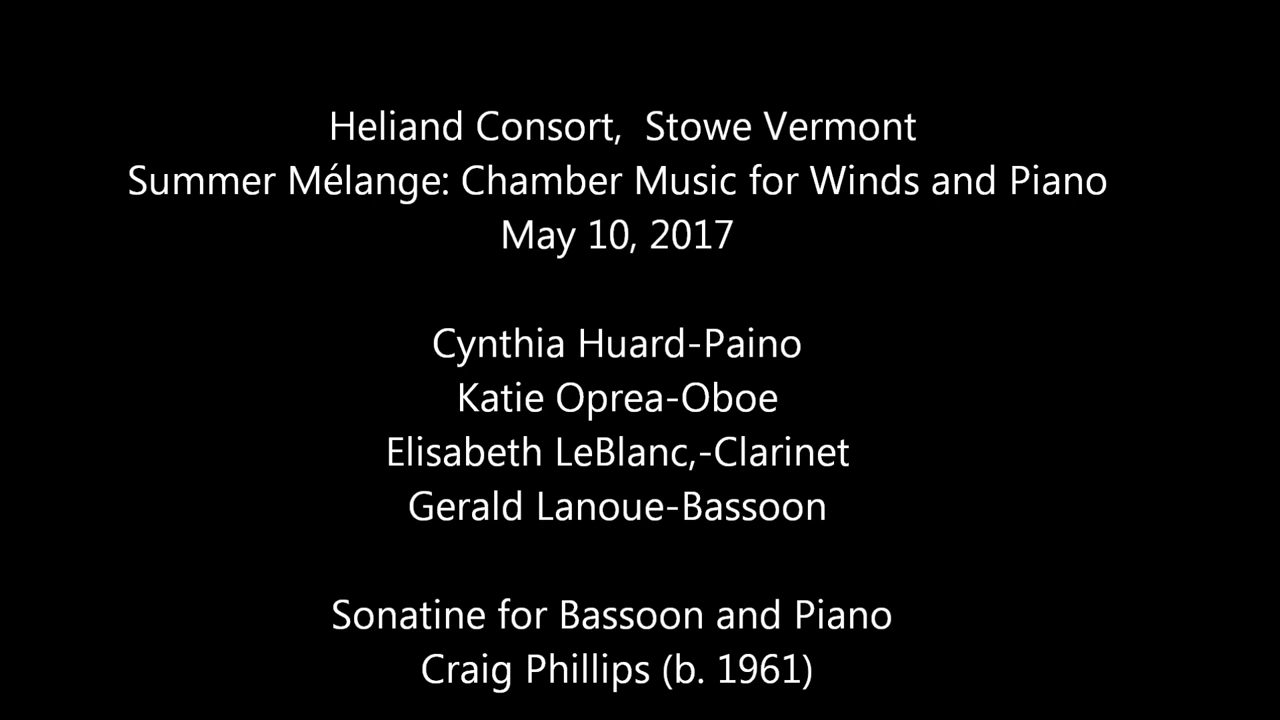 Heliand Consort,  Stowe Vermont
Summer Mélange: Chamber Music for Winds and Piano
May 10, 2017
Cynthia Huard-Paino
Katie Oprea-Oboe
Elisabeth LeBlanc,-Clarinet
Gerald Lanoue-Bassoon
Sonatine for Bassoon and Piano
Craig Phillips (b. 1961)